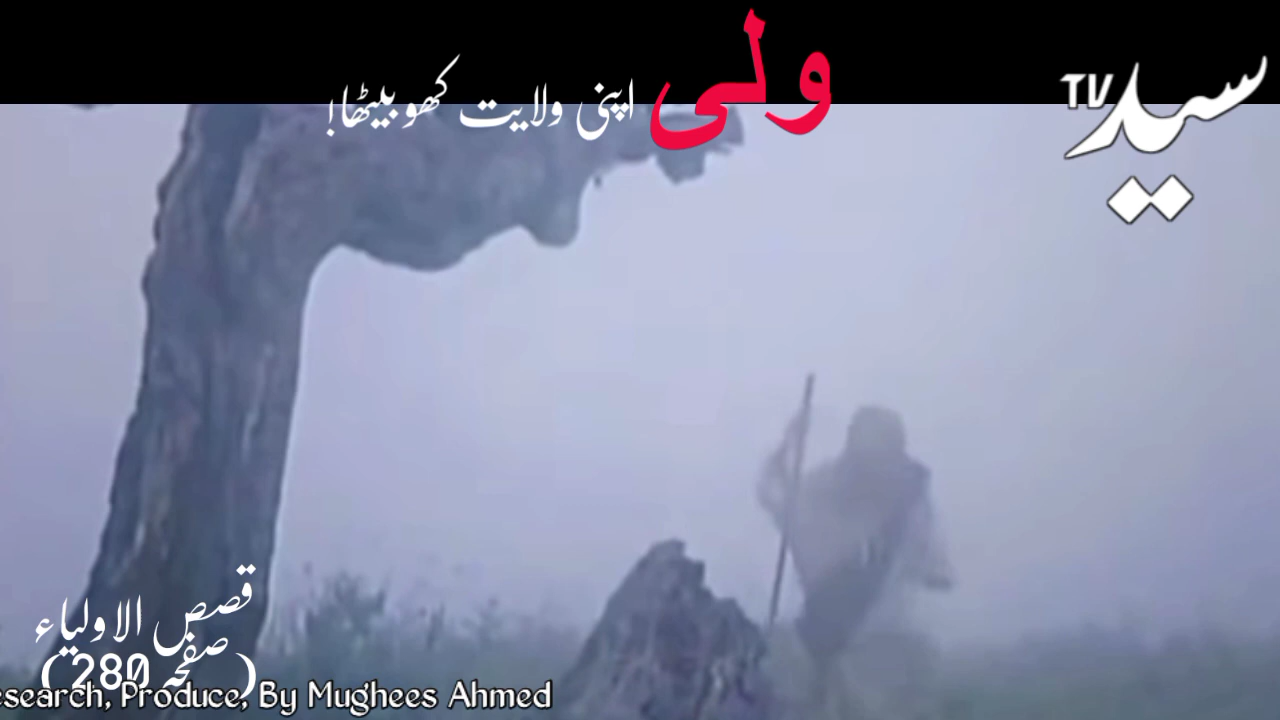 ولی اپنی ولایت کھو بیٹھا!
سید TV
قصص الاولیاء
(صفحہ 280)
esearch, Produce, By Mughees Ahmed